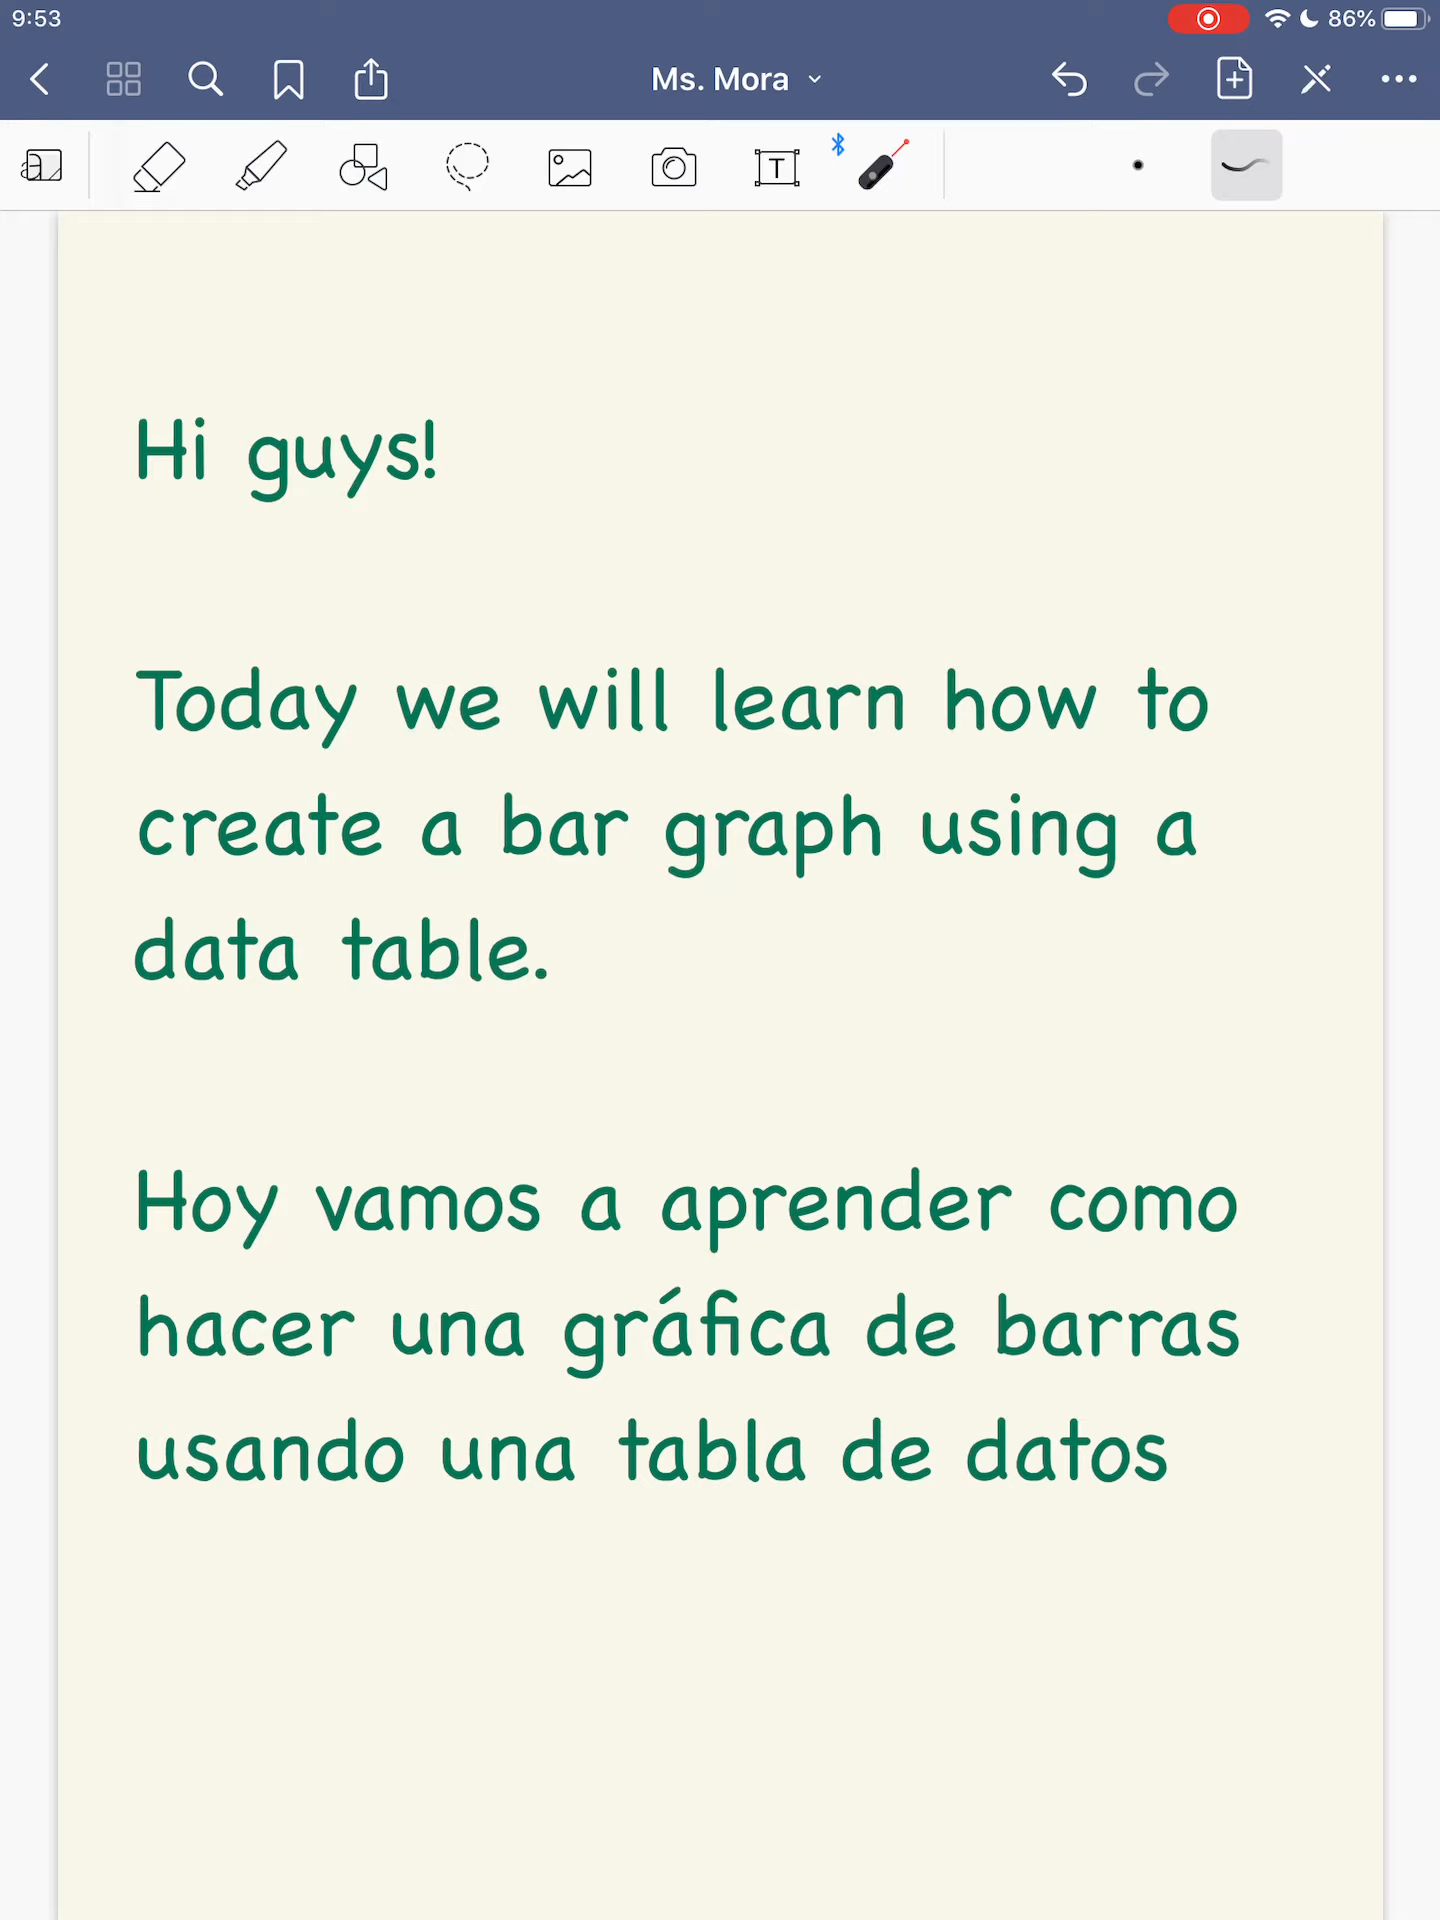 9:53
86%
Ms. Mora
a
T
Hi guys!
Today we will learn how to
create a bar graph using a
data table.
Hoy vamos a aprender como
hacer una gráfica de barras
usando una tabla de datos